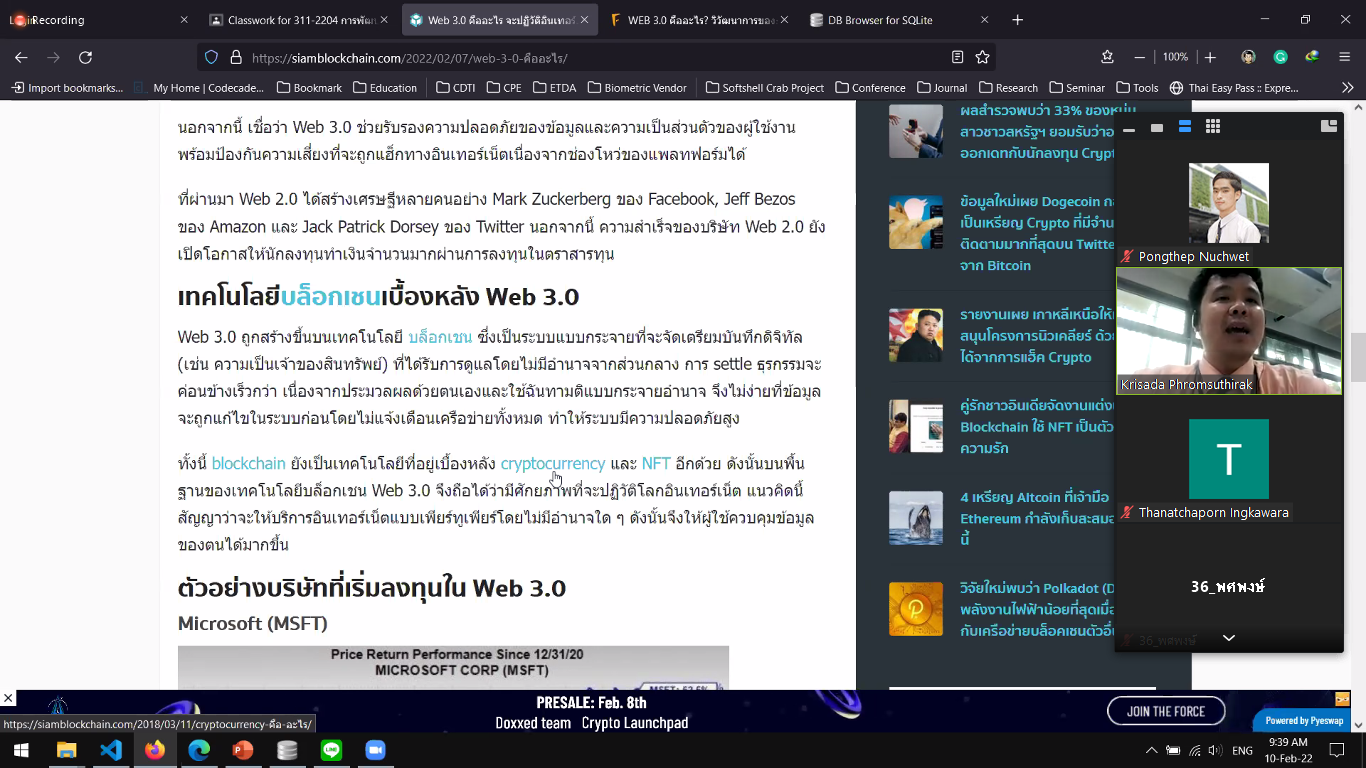 Recording
Classwork for 311-2204 การพัฒน
Web 3.0 คืออะไร จะปฏิวัติอินเทอร์
WEB 3.0 คืออะไร? วิวัฒนาการของ
DB Browser for SQLite
https://siamblockchain.com/2022/02/07/web-3-0-คืออะไร/
100%
Import bookmarks...
My Home | Codecade...
Bookmark
Education
CDTI
CPE
ETDA
Biometric Vendor
Softshell Crab Project
Conference
Journal
Research
Seminar
Tools
Thai Easy Pass :: Expre...
นอกจากนี้ เชื่อว่า Web 3.0 ช่วยรับรองความปลอดภัยของข้อมูลและความเป็นส่วนตัวของผู้ใช้งาน
พร้อมป้องกันความเสี่ยงที่จะถูกแฮ็กทางอินเทอร์เน็ตเนื่องจากช่องโหว่ของแพลทฟอร์มได้
ที่ผ่านมา Web 2.0 ได้สร้างเศรษฐีหลายคนอย่าง Mark Zuckerberg ของ Facebook, Jeff Bezos
ของ Amazon และ Jack Patrick Dorsey ของ Twitter นอกจากนี้ ความสำเร็จของบริษัท Web 2.0 ยัง
เปิดโอกาสให้นักลงทุนทำเงินจำนวนมากผ่านการลงทุนในตราสารทุน
เทคโนโลยีบล็อกเชนเบื้องหลัง Web 3.0
Web 3.0 ถูกสร้างขึ้นบนเทคโนโลยี บล็อกเชน ซึ่งเป็นระบบแบบกระจายที่จะจัดเตรียมบันทึกดิจิทัล
(เช่น ความเป็นเจ้าของสินทรัพย์) ที่ได้รับการดูแลโดยไม่มีอำนาจจากส่วนกลาง การ settle ธุรกรรมจะ
ค่อนข้างเร็วกว่า เนื่องจากประมวลผลด้วยตนเองและใช้ฉันทามติแบบกระจายอำนาจ จึงไม่ง่ายที่ข้อมูล
จะถูกแก้ไขในระบบก่อนโดยไม่แจ้งเตือนเครือข่ายทั้งหมด ทำให้ระบบมีความปลอดภัยสูง
ทั้งนี้ blockchain ยังเป็นเทคโนโลยีที่อยู่เบื้องหลัง cryptocurrency และ NFT อีกด้วย ดังนั้นบนพื้น
ฐานของเทคโนโลยีบล็อกเชน Web 3.0 จึงถือได้ว่ามีศักยภาพที่จะปฏิวัติโลกอินเทอร์เน็ต แนวคิดนี้
สัญญาว่าจะให้บริการอินเทอร์เน็ตแบบเพียร์ทูเพียร์โดยไม่มีอำนาจใด ๆ ดังนั้นจึงให้ผู้ใช้ควบคุมข้อมูล
ของตนได้มากขึ้น
ตัวอย่างบริษัทที่เริ่มลงทุนใน Web 3.0
Microsoft (MSFT)
Price Return Performance Since 12/31/20
MICROSOFT CORP (MSFT)
ผลสำรวจพบว่า 33% ของหนุ่ม
สาวชาวสหรัฐฯ ยอมรับว่าอ
ออกเดทกับนักลงทุน Crypt
ข้อมูลใหม่เผย Dogecoin กล
เป็นเหรียญ Crypto ที่มีจำน
ติดตามมากที่สุดบน Twitte
จาก Bitcoin
รายงานเผย เกาหลีเหนือให้
สนุนโครงการนิวเคลียร์ ด้ว
ได้จากการแฮ็ค Crypto
คู่รักชาวอินเดียจัดงานแต่ง
Blockchain ใช้ NFT เป็นตัว
ความรัก
4 เหรียญ Altcoin ที่เจ้ามือ
Ethereum กำลังเก็บสะสมอ
นี้
วิจัยใหม่พบว่า Polkadot (D
พลังงานไฟฟ้าน้อยที่สุดเมื่อ
กับเครือข่ายบล็อคเชนตัวอื่
Pongthep Nuchwet
Krisada Phromsuthirak
T
Thanatchaporn Ingkawara
36_พศพงษ์
36_พศพงษ์
PRESALE: Feb. 8th
Doxxed team Crypto Launchpad
JOIN THE FORCE
Powered by Pyeswap
https://siamblockchain.com/2018/03/11/cryptocurrency-คือ-อะไร/
ENG
9:39 AM
10-Feb-22